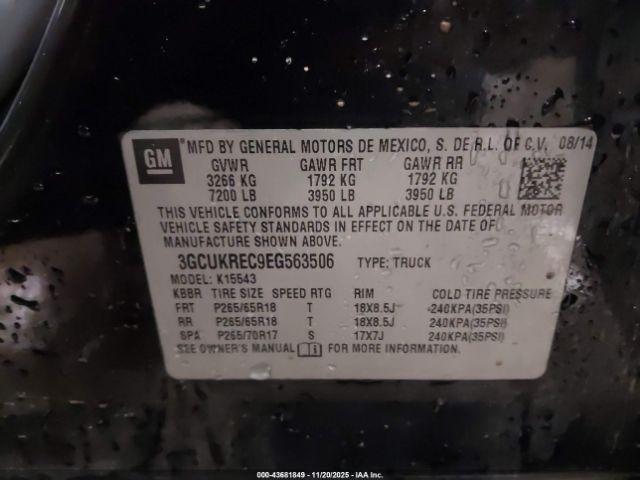 GM
MFD BY GENERAL MOTORS DE MEXICO, S. DE R.L. OF C.V. 08/14
GVWR GAWR FRT GAWR RR
3266 KG 1792 KG 1792 KG
7200 LB 3950 LB 3950 LB
THIS VEHICLE CONFORMS TO ALL APPLICABLE U.S. FEDERAL MOTOR
VEHICLE SAFETY STANDARDS IN EFFECT ON THE DATE OF
MANUFACTURE SHOWN ABOVE.
3GCUKREC9EG563506 TYPE: TRUCK
MODEL: K15543
KBBR TIRE SIZE SPEED RTG RIM COLD TIRE PRESSURE
FRT P265/65R18 T 18X8.5J 240KPA(35PSI)
RR P265/65R18 T 18X8.5J 240KPA(35PSI)
SPA P265/70R17 S 17X7J 240KPA(35PSI)
SEE OWNER'S MANUAL FOR MORE INFORMATION.
000-43681849 - 11/20/2025 - IAA, Inc.